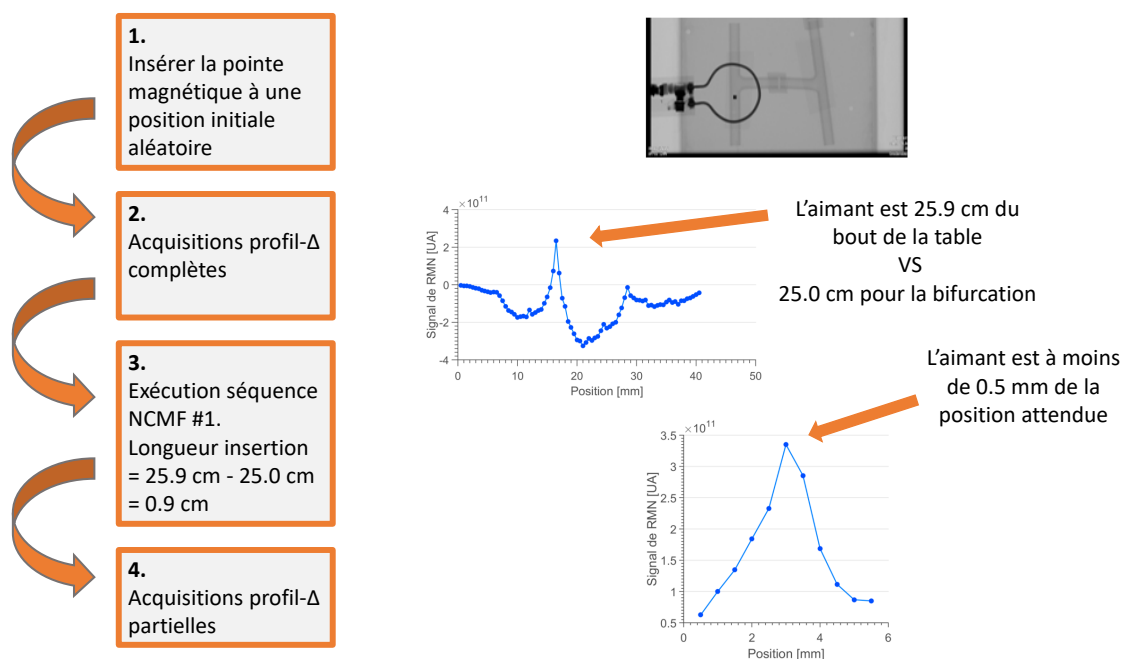 1.
Insérer la pointe
magnétique à une
position initiale
aléatoire
2.
Acquisitions profil-Δ
complètes
3.
Exécution séquence
NCMF #1.
Longueur insertion
= 25.9 cm - 25.0 cm
= 0.9 cm
4.
Acquisitions profil-Δ
partielles
×10¹¹
4
2
0
-2
-4
Signal de RMN [UA]
0 10 20 30 40 50
Position [mm]
L'aimant est 25.9 cm du
bout de la table
VS
25.0 cm pour la bifurcation
L'aimant est à moins
de 0.5 mm de la
position attendue
×10¹¹
3.5
3
2.5
2
1.5
1
0.5
Signal de RMN [UA]
0 2 4 6
Position [mm]